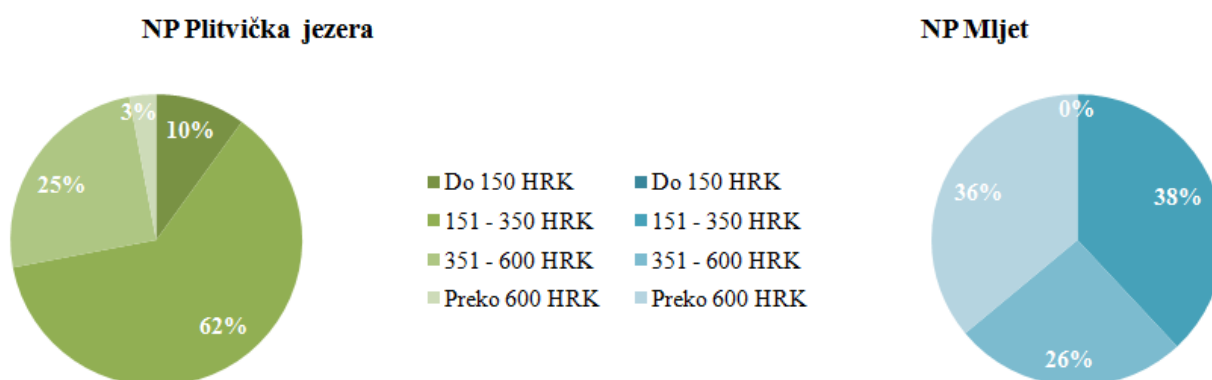 NP Plitvička jezera
3%
10%
25%
62%
Do 150 HRK
151 - 350 HRK
351 - 600 HRK
Preko 600 HRK
Do 150 HRK
151 - 350 HRK
351 - 600 HRK
Preko 600 HRK
NP Mljet
0%
36%
38%
26%